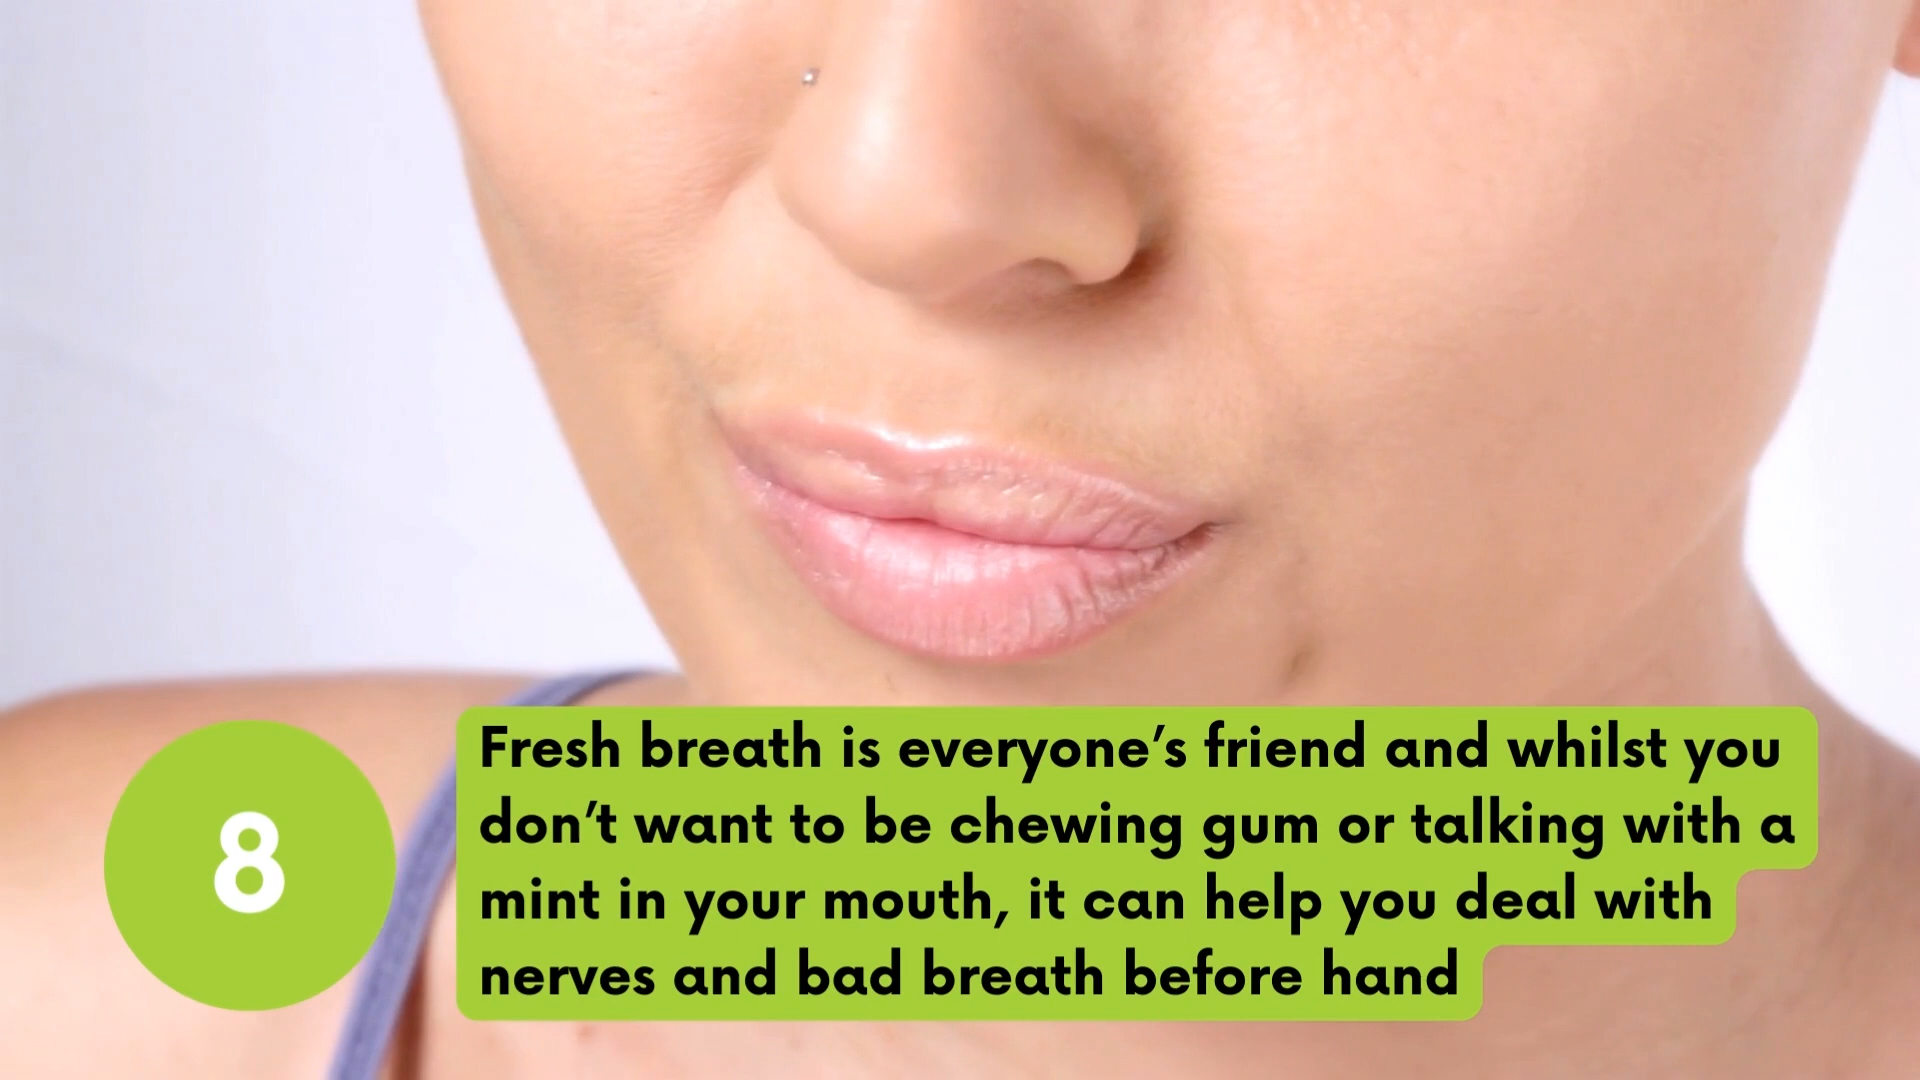 8
Fresh breath is everyone’s friend and whilst you
don’t want to be chewing gum or talking with a
mint in your mouth, it can help you deal with
nerves and bad breath before hand